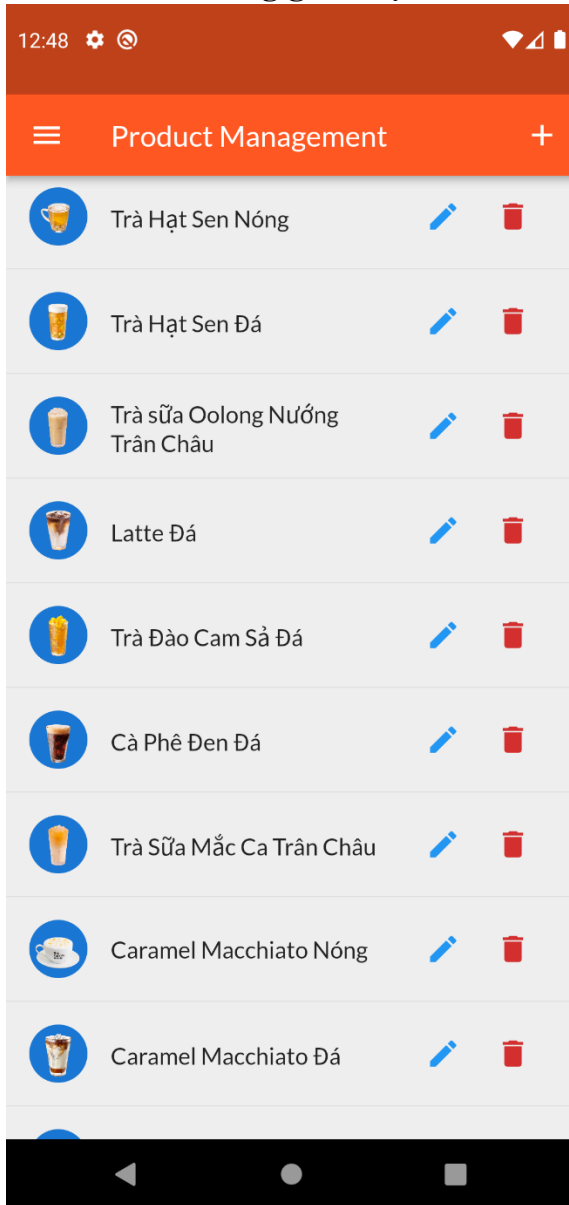 12:48
Product Management
Trà Hạt Sen Nóng
Trà Hạt Sen Đá
Trà sữa Oolong Nướng
Trân Châu
Latte Đá
Trà Đào Cam Sả Đá
Cà Phê Đen Đá
Trà Sữa Mắc Ca Trân Châu
Caramel Macchiato Nóng
Caramel Macchiato Đá